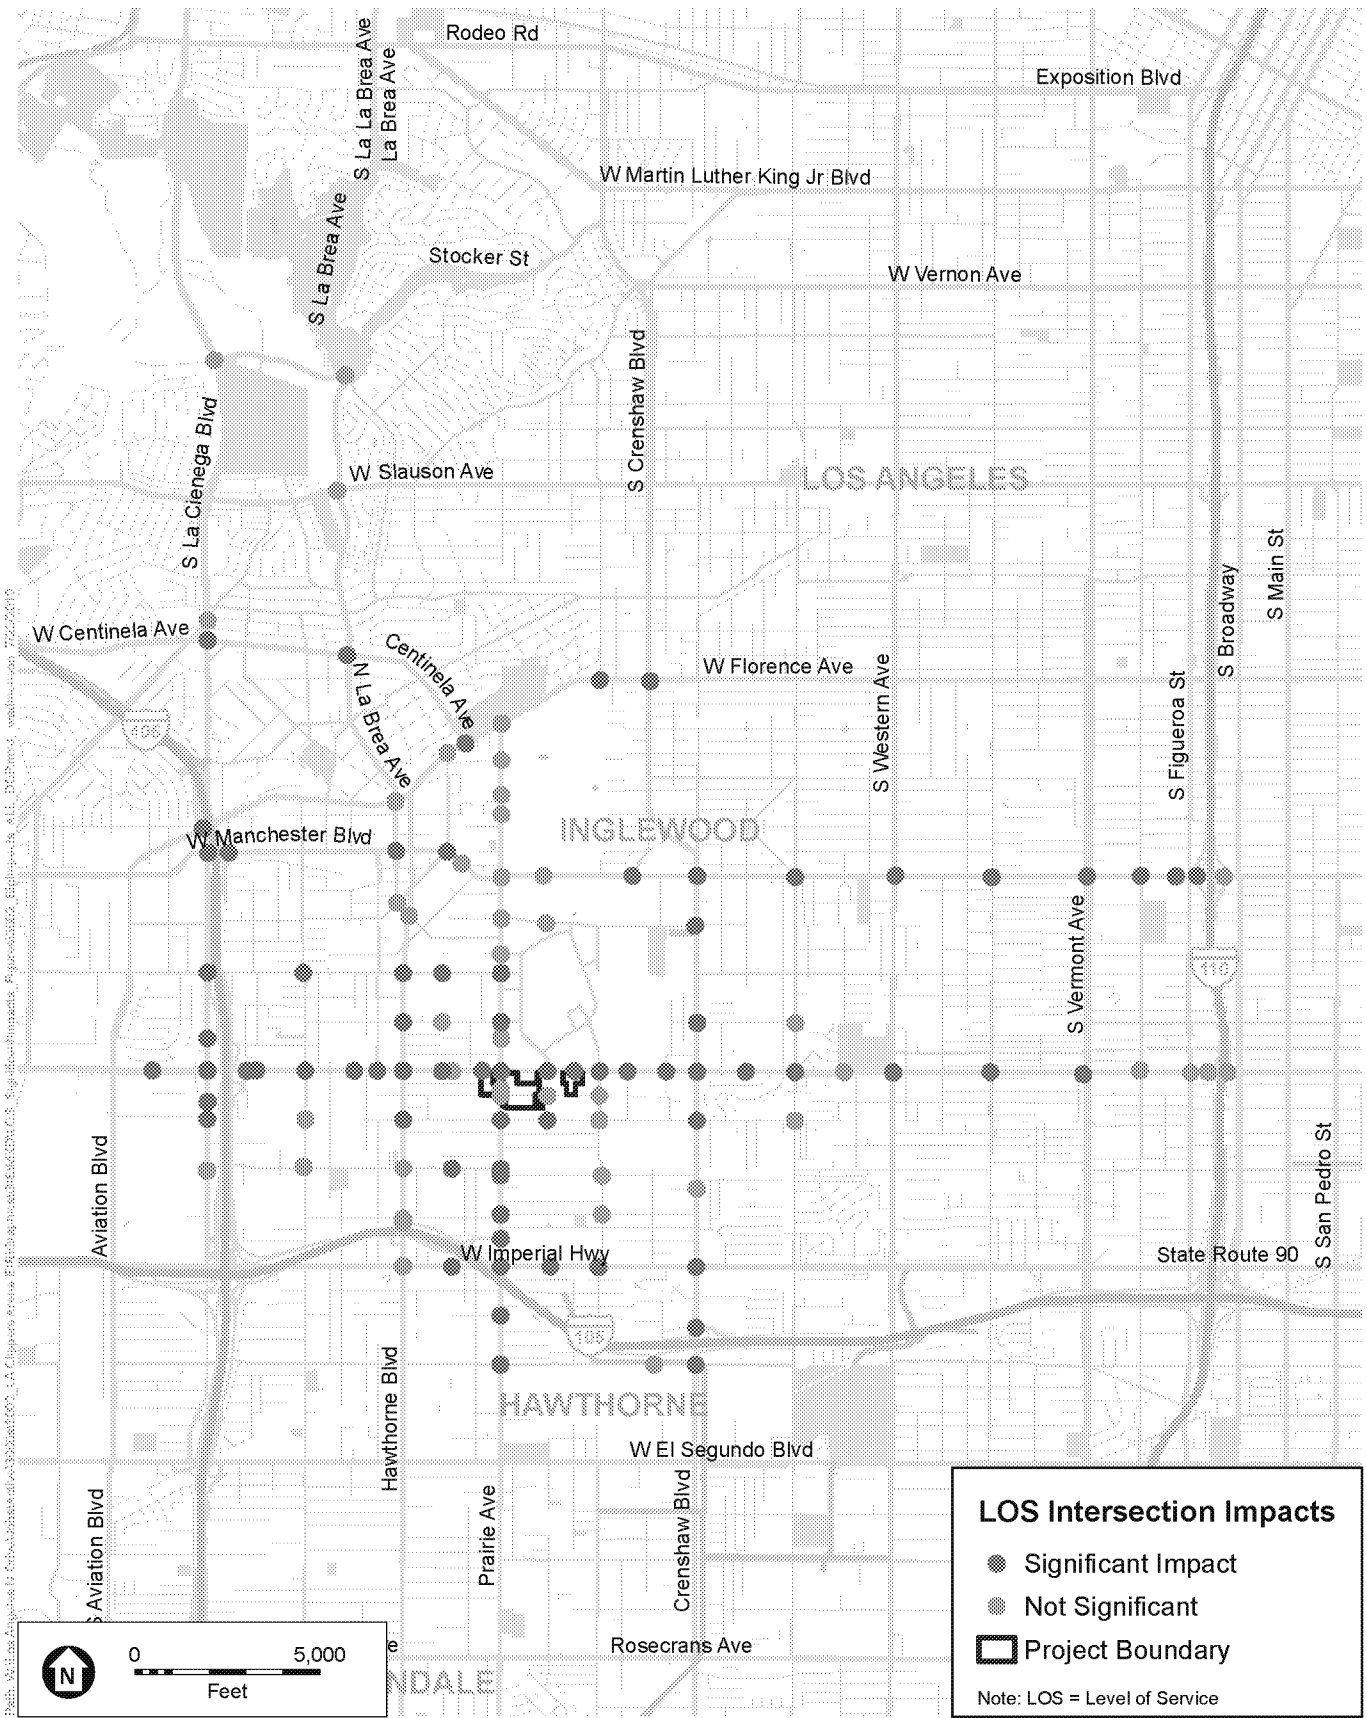 Rodeo Rd
S La Brea Ave
La Brea Ave
Exposition Blvd
W Martin Luther King Jr Blvd
S La Brea Ave
Stocker St
W Vernon Ave
S Crenshaw Blvd
S La Cienega Blvd
W Slauson Ave
LOS ANGELES
S Main St
S Broadway
W Centinela Ave
Centinela Ave
N La Brea Ave
W Florence Ave
S Western Ave
S Figueroa St
405
W Manchester Blvd
INGLEWOOD
S Vermont Ave
110
Aviation Blvd
S San Pedro St
W Imperial Hwy
State Route 90
105
Hawthorne Blvd
HAWTHORNE
W El Segundo Blvd
Prairie Ave
Crenshaw Blvd
S Aviation Blvd
Rosecrans Ave
NDALE
N
0 5,000
Feet
LOS Intersection Impacts
Significant Impact
Not Significant
Project Boundary
Note: LOS = Level of Service